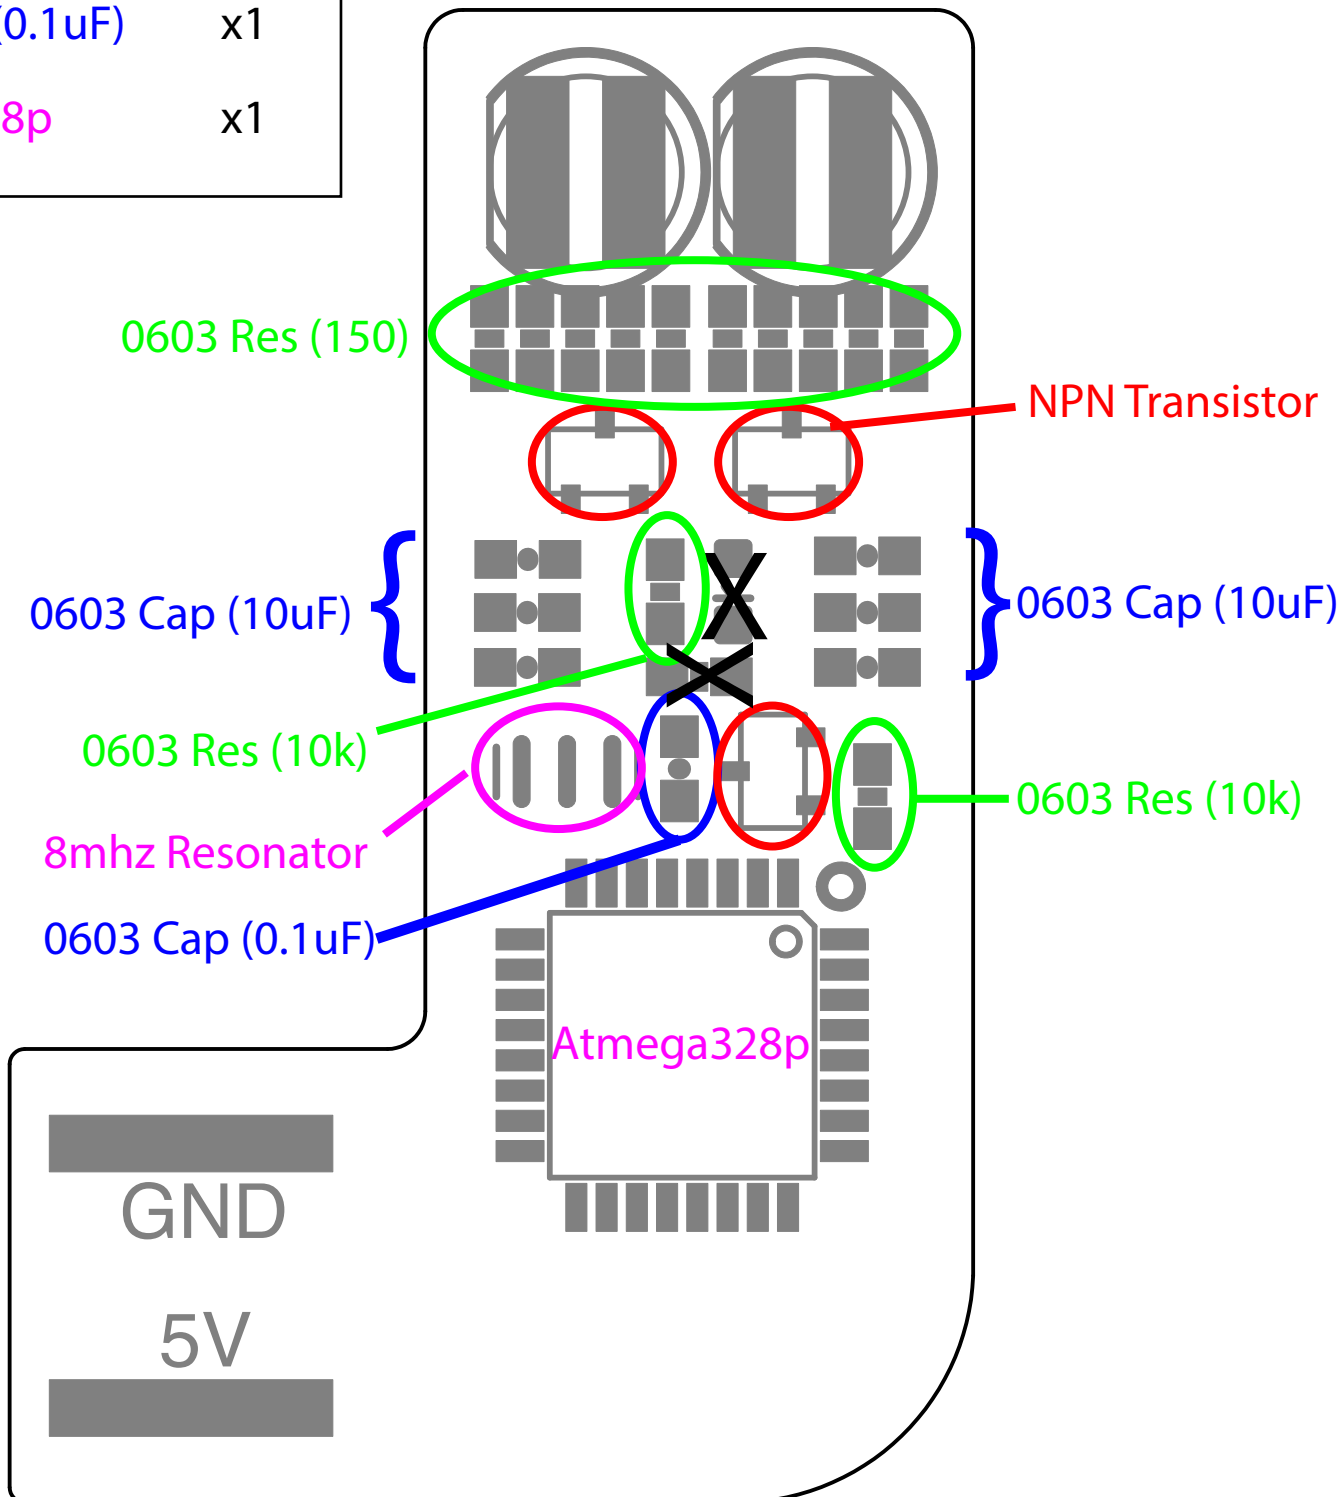 (0.1uF) x1
8p x1
0603 Res (150)
NPN Transistor
0603 Cap (10uF)
0603 Cap (10uF)
0603 Res (10k)
0603 Res (10k)
8mhz Resonator
0603 Cap (0.1uF)
Atmega328p
GND
5V